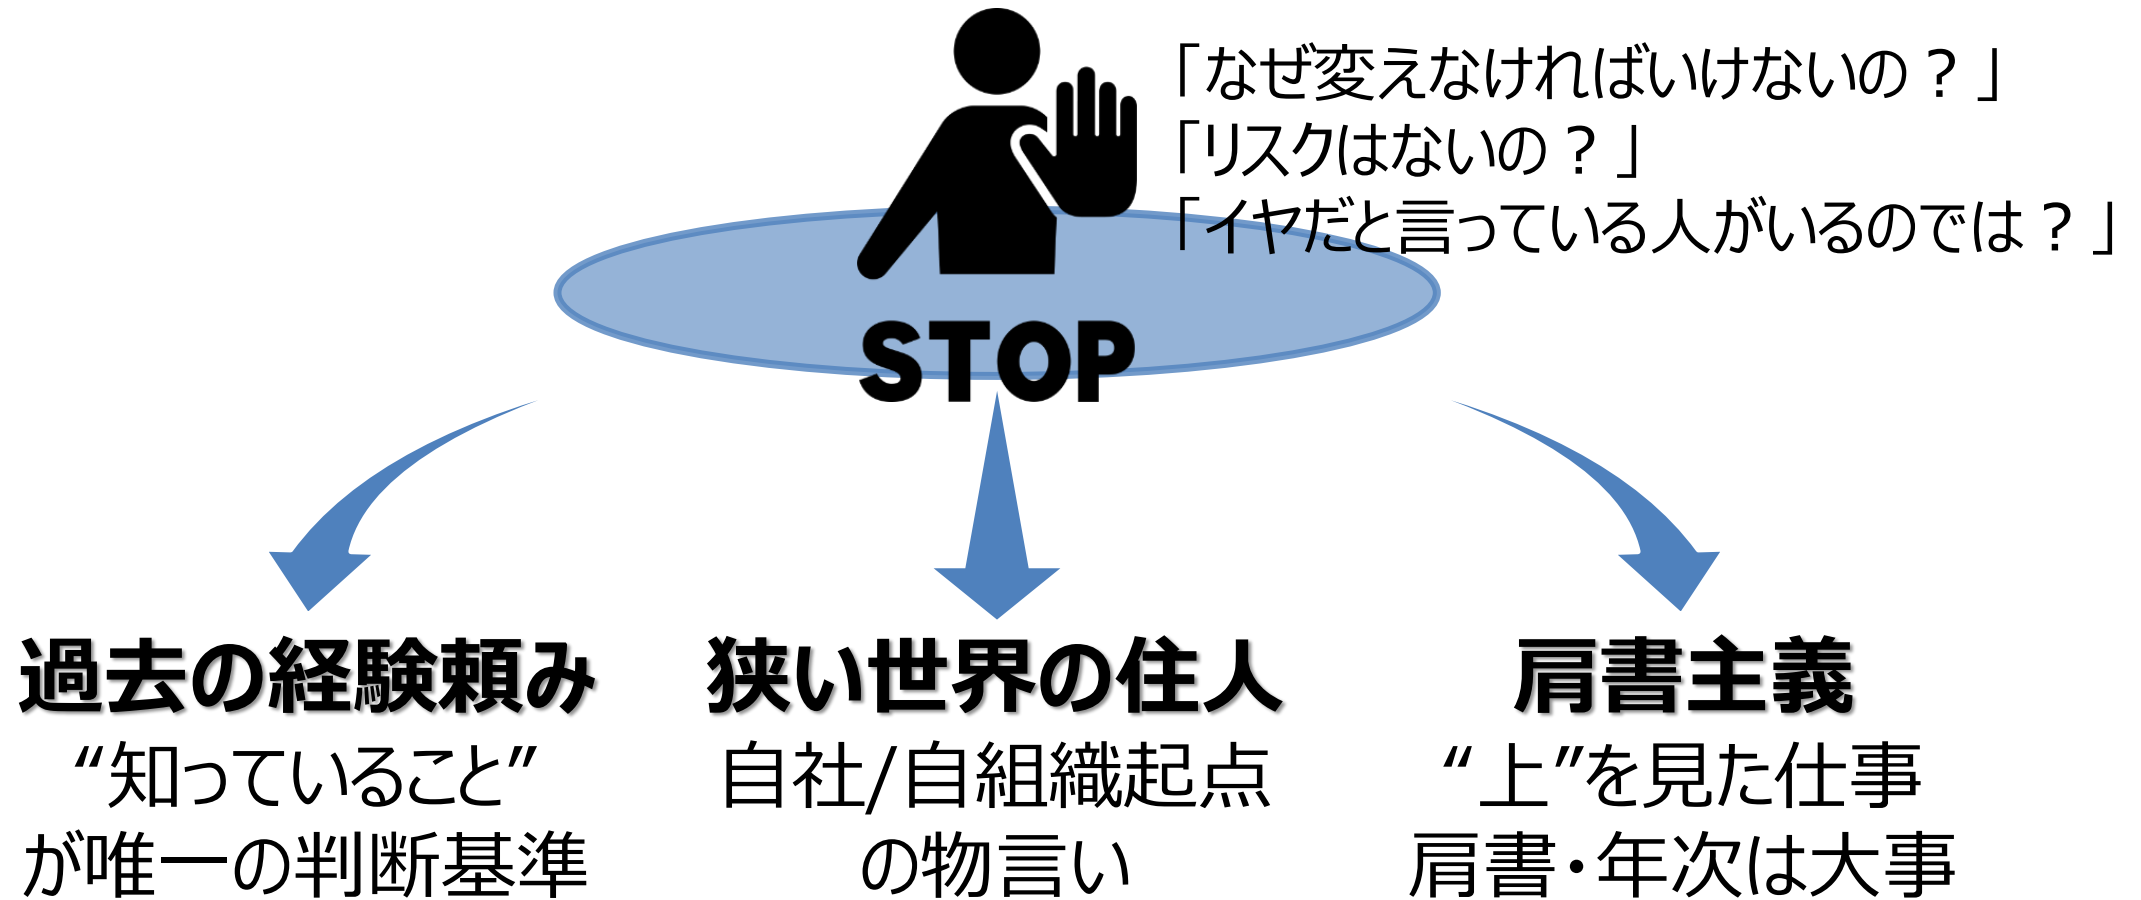 「なぜ変えなければいけないの？」
「リスクはないの？」
「イヤだと言っている人がいるのでは？」
STOP
過去の経験頼み
“知っていること”
が唯一の判断基準
狭い世界の住人
自社/自組織起点
の物言い
肩書主義
“上”を見た仕事
肩書・年次は大事